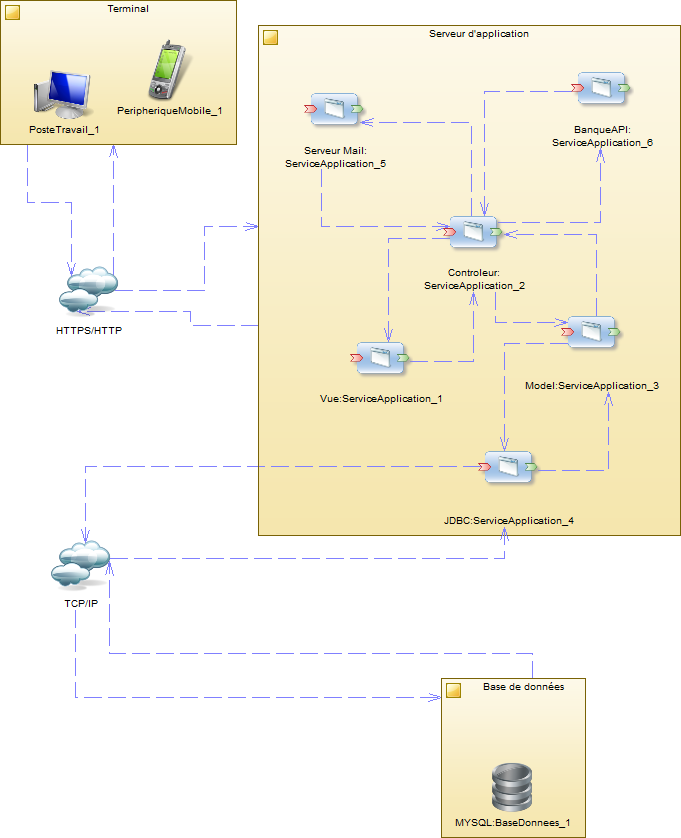 Terminal
PeripheriqueMobile_1
PosteTravail_1
Serveur d'application
BanqueAPI:
ServiceApplication_6
Serveur Mail:
ServiceApplication_5
Controleur:
ServiceApplication_2
HTTPS/HTTP
Model:ServiceApplication_3
Vue:ServiceApplication_1
JDBC:ServiceApplication_4
TCP/IP
Base de données
MYSQL:BaseDonnees_1